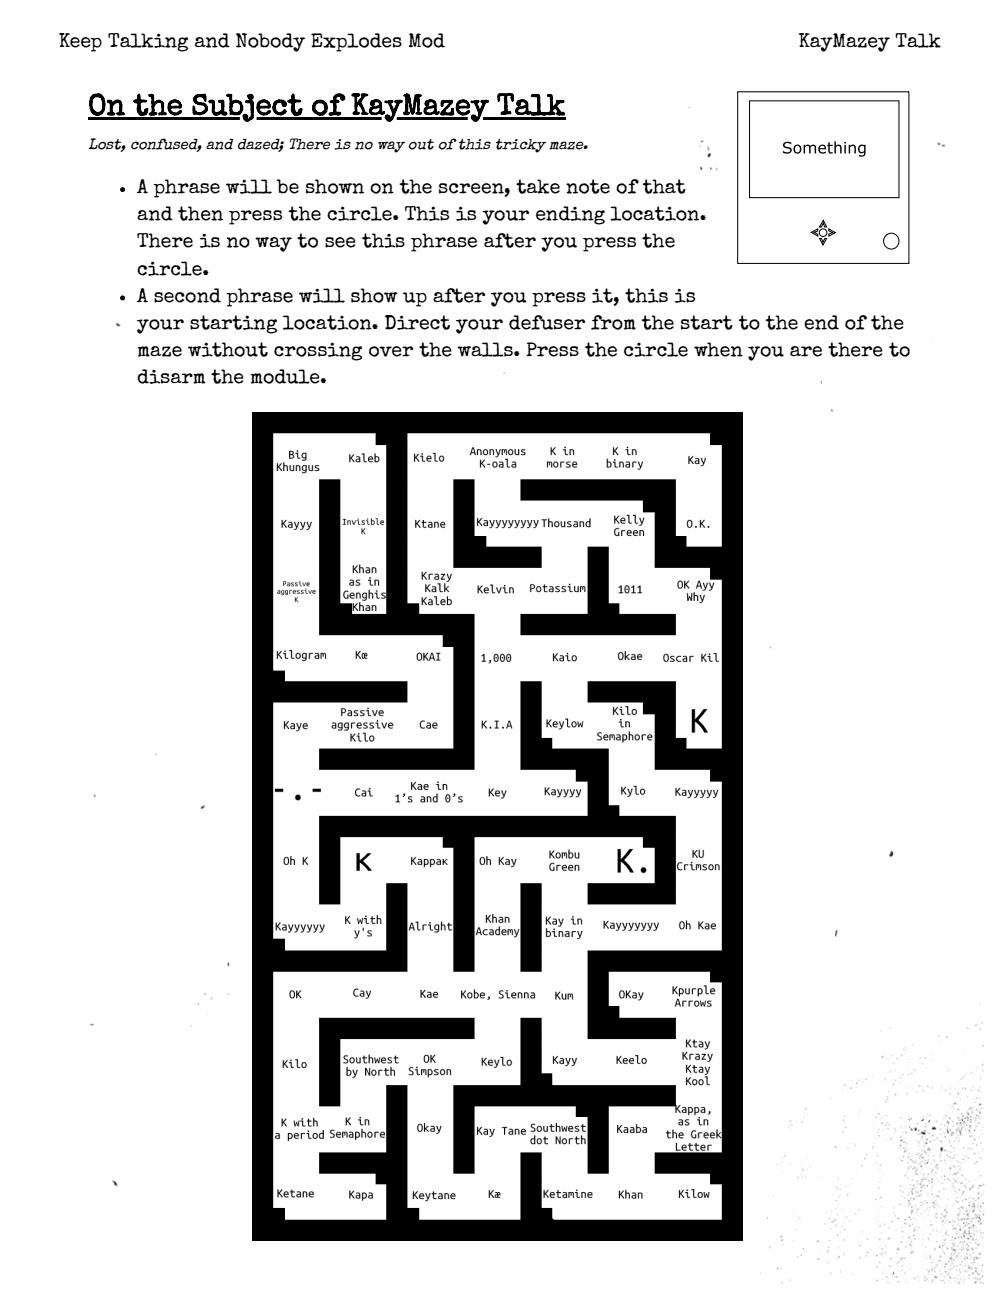 Keep Talking and Nobody Explodes Mod
KayMazey Talk
On the Subject of KayMazey Talk
Lost, confused, and dazed; There is no way out of this tricky maze.
Something
• A phrase will be shown on the screen, take note of that
and then press the circle. This is your ending location.
There is no way to see this phrase after you press the
circle.
• A second phrase will show up after you press it, this is
your starting location. Direct your defuser from the start to the end of the
maze without crossing over the walls. Press the circle when you are there to
disarm the module.
Big
Khungus
Kaleb
Kielo
Anonymous
K-oala
K in
morse
K in
binary
Kay
Kayyy
Invisible
K
Ktane
Kayyyyyyyy
Thousand
Kelly
Green
O.K.
Passive
aggressive
K
Khan
as in
Genghis
Khan
Krazy
Kalk
Kaleb
Kelvin
Potassium
1011
OK Ayy
Why
Kilogram
Kœ
OKAI
1,000
Kaio
Okae
Oscar Kil
Kaye
Passive
aggressive
Kilo
Cae
K.I.A
Keylow
Kilo
in
Semaphore
K
-.-
Cai
Kae in
1’s and 0’s
Key
Kayyyy
Kylo
Kayyyyy
Oh K
K
Kappaĸ
Oh Kay
Kombu
Green
K.
KU
Crimson
Kayyyyyy
K with
y's
Alright
Khan
Academy
Kay in
binary
Kayyyyyyy
Oh Kae
OK
Cay
Kae
Kobe, Sienna
Kum
OKay
Kpurple
Arrows
Kilo
Southwest
by North
OK
Simpson
Keylo
Kayy
Keelo
Ktay
Krazy
Ktay
Kool
K with
a period
K in
Semaphore
Okay
Kay Tane
Southwest
dot North
Kaaba
Kappa,
as in
the Greek
Letter
Ketane
Kapa
Keytane
Kæ
Ketamine
Khan
Kilow